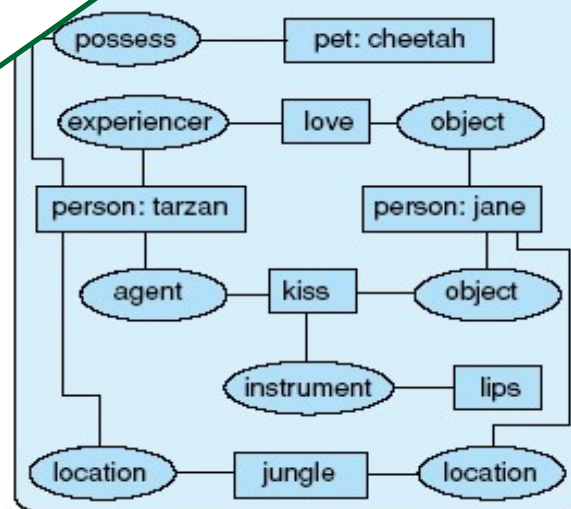 possess pet: cheetah
experiencer love object
person: tarzan person: jane
agent kiss object
instrument lips
location jungle location